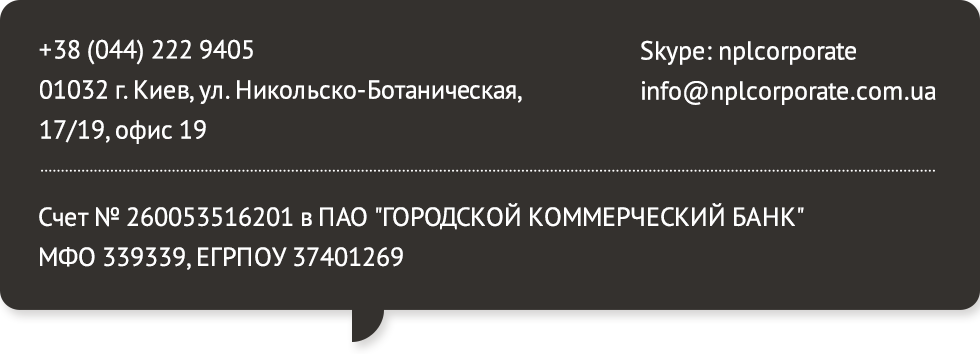 +38 (044) 222 9405
01032 г. Киев, ул. Никольско-Ботаническая,
17/19, офис 19
Skype: nplcorporate
info@nplcorporate.com.ua
Счет № 260053516201 в ПАО "ГОРОДСКОЙ КОММЕРЧЕСКИЙ БАНК"
МФО 339339, ЕГРПОУ 37401269